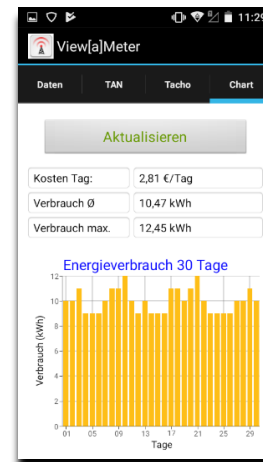 11:29
View[a]Meter
Daten TAN Tacho Chart
Aktualisieren
Kosten Tag: 2,81 €/Tag
Verbrauch Ø 10,47 kWh
Verbrauch max. 12,45 kWh
Energieverbrauch 30 Tage
Verbrauch (kWh)
12
10
8
6
4
2
0
01 05 09 13 17 21 25 29
Tage